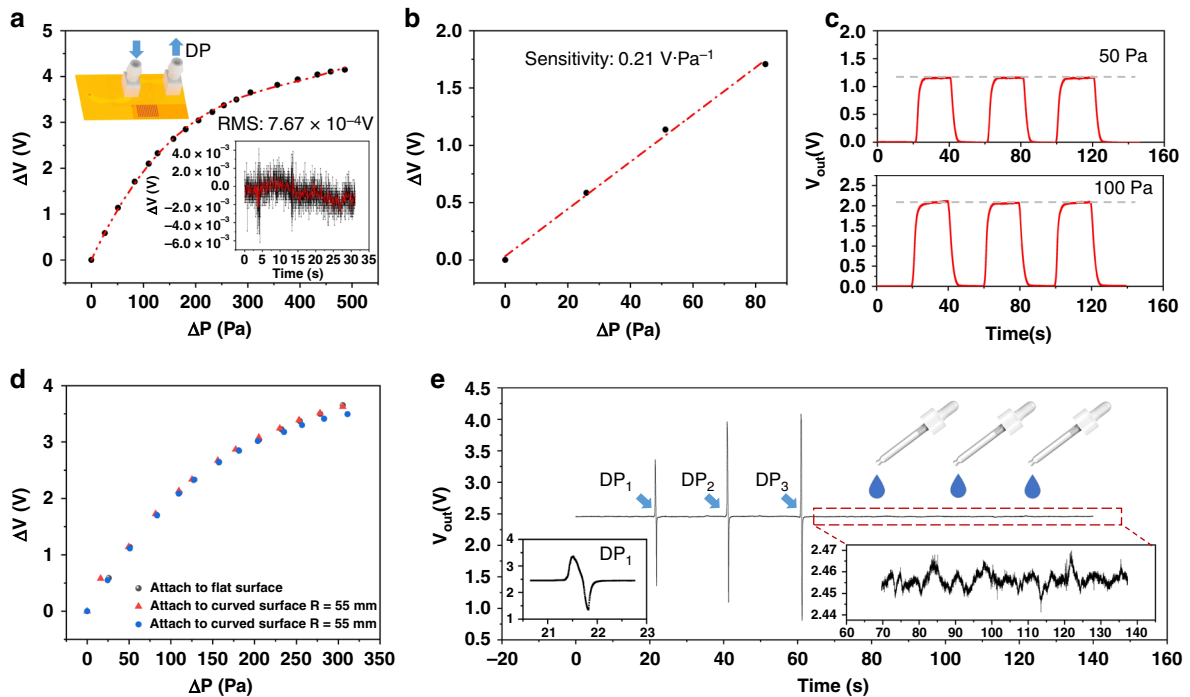 a
5
4
3
2
1
0
ΔV (V)
DP
RMS: 7.67 × 10⁻⁴V
4.0 × 10⁻³
2.0 × 10⁻³
0.0
−2.0 × 10⁻³
−4.0 × 10⁻³
−6.0 × 10⁻³
ΔV (V)
0 5 10 15 20 25 30 35
Time (s)
0 100 200 300 400 500
ΔP (Pa)
b
2.0
1.5
1.0
0.5
0.0
ΔV (V)
Sensitivity: 0.21 V·Pa⁻¹
0 20 40 60 80
ΔP (Pa)
c
2.0
1.5
1.0
0.5
0.0
50 Pa
0 40 80 120 160
V_out(V)
2.5
2.0
1.5
1.0
0.5
0.0
100 Pa
0 40 80 120 160
Time(s)
d
4
3
2
1
0
ΔV (V)
Attach to flat surface
Attach to curved surface R = 55 mm
Attach to curved surface R = 55 mm
0 50 100 150 200 250 300 350
ΔP (Pa)
e
4.5
4.0
3.5
3.0
2.5
2.0
1.5
1.0
0.5
V_out(V)
DP₁ DP₂ DP₃
4
3
2
1
DP₁
21 22 23
2.47
2.46
2.45
2.44
60 70 80 90 100 110 120 130 140
−20 0 20 40 60 80 100 120 140 160
Time (s)